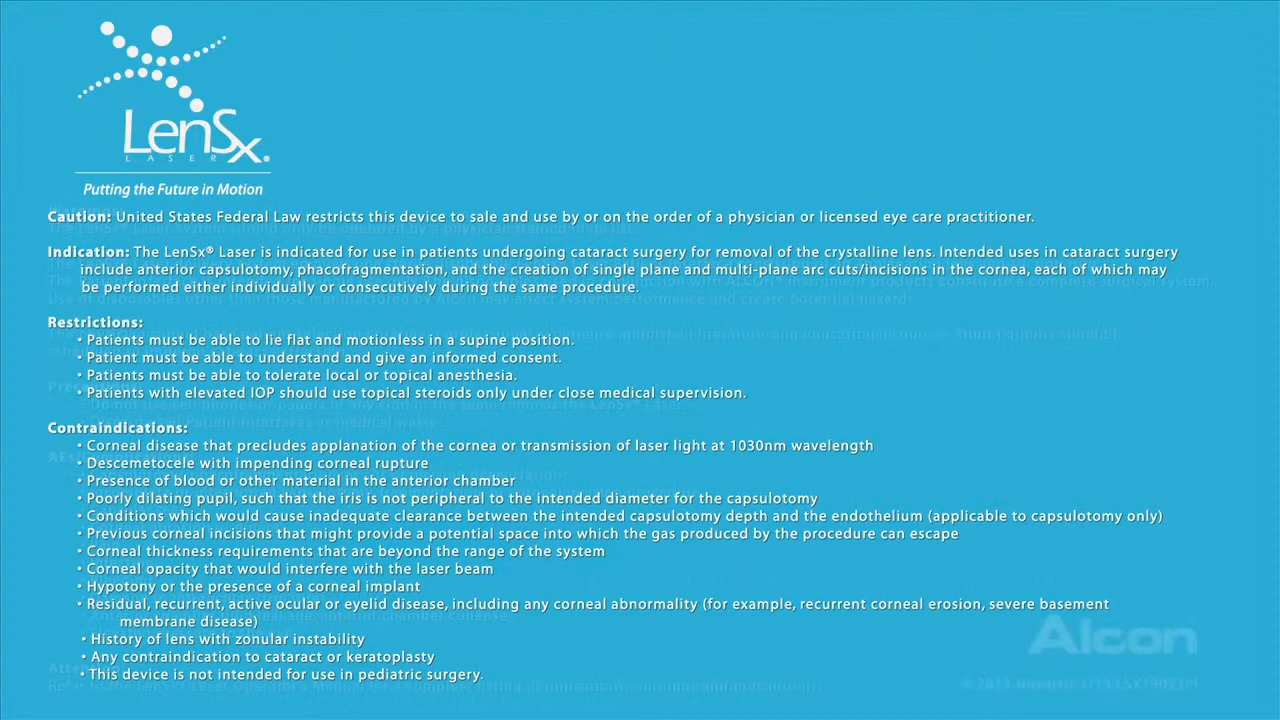 LenSx®
LASER
Putting the Future in Motion
Caution: United States Federal Law restricts this device to sale and use by or on the order of a physician or licensed eye care practitioner.
Indication: The LenSx® Laser is indicated for use in patients undergoing cataract surgery for removal of the crystalline lens. Intended uses in cataract surgery
include anterior capsulotomy, phacofragmentation, and the creation of single plane and multi-plane arc cuts/incisions in the cornea, each of which may
be performed either individually or consecutively during the same procedure.
Restrictions:
• Patients must be able to lie flat and motionless in a supine position.
• Patient must be able to understand and give an informed consent.
• Patients must be able to tolerate local or topical anesthesia.
• Patients with elevated IOP should use topical steroids only under close medical supervision.
Contraindications:
• Corneal disease that precludes applanation of the cornea or transmission of laser light at 1030nm wavelength
• Descemetocele with impending corneal rupture
• Presence of blood or other material in the anterior chamber
• Poorly dilating pupil, such that the iris is not peripheral to the intended diameter for the capsulotomy
• Conditions which would cause inadequate clearance between the intended capsulotomy depth and the endothelium (applicable to capsulotomy only)
• Previous corneal incisions that might provide a potential space into which the gas produced by the procedure can escape
• Corneal thickness requirements that are beyond the range of the system
• Corneal opacity that would interfere with the laser beam
• Hypotony or the presence of a corneal implant
• Residual, recurrent, active ocular or eyelid disease, including any corneal abnormality (for example, recurrent corneal erosion, severe basement
membrane disease)
• History of lens with zonular instability
• Any contraindication to cataract or keratoplasty
• This device is not intended for use in pediatric surgery.
Alcon